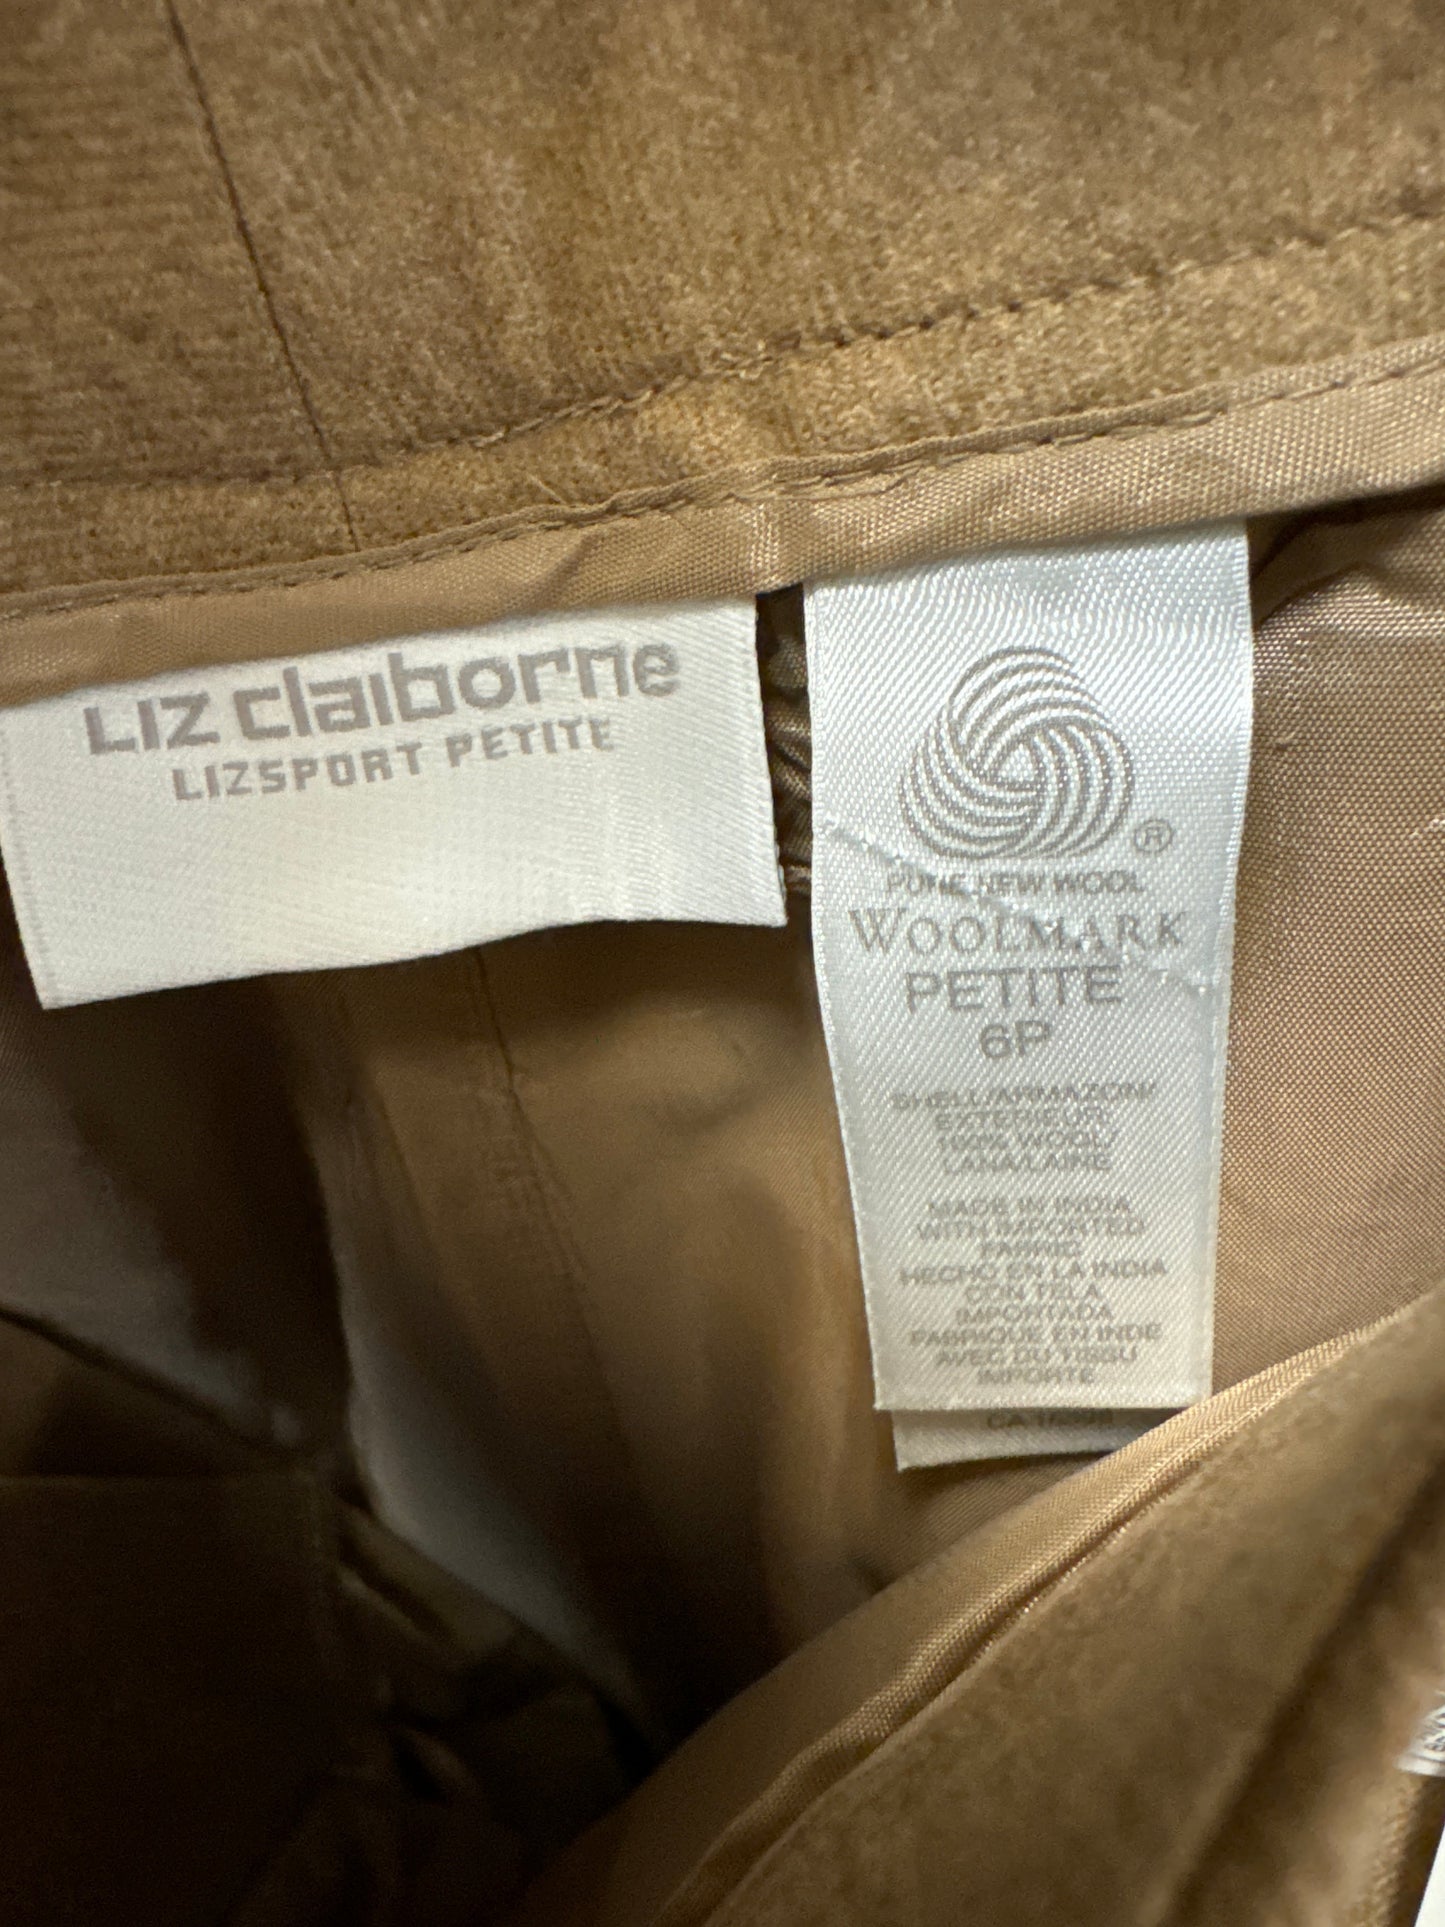 LIZ claiborne
LIZSPORT PETITE
®
PURE NEW WOOL
WOOLMARK
PETITE
6P
SHELL/ARMAZON/
EXTERIEUR:
100% WOOL/
LANA/LAINE
MADE IN INDIA
WITH IMPORTED
FABRIC
HECHO EN LA INDIA
CON TELA
IMPORTADA
FABRIQUE EN INDE
AVEC DU TISSU
IMPORTE
CA